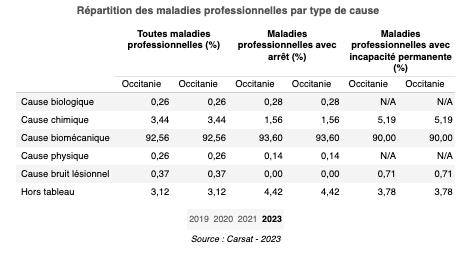 Répartition des maladies professionnelles par type de cause
Toutes maladies professionnelles (%) Maladies professionnelles avec arrêt (%) Maladies professionnelles avec incapacité permanente (%)
Occitanie Occitanie Occitanie Occitanie Occitanie Occitanie
Cause biologique 0,26 0,26 0,28 0,28 N/A N/A
Cause chimique 3,44 3,44 1,56 1,56 5,19 5,19
Cause biomécanique 92,56 92,56 93,60 93,60 90,00 90,00
Cause physique 0,26 0,26 0,14 0,14 N/A N/A
Cause bruit lésionnel 0,37 0,37 0,00 0,00 0,71 0,71
Hors tableau 3,12 3,12 4,42 4,42 3,78 3,78
2019 2020 2021 2023
Source : Carsat - 2023